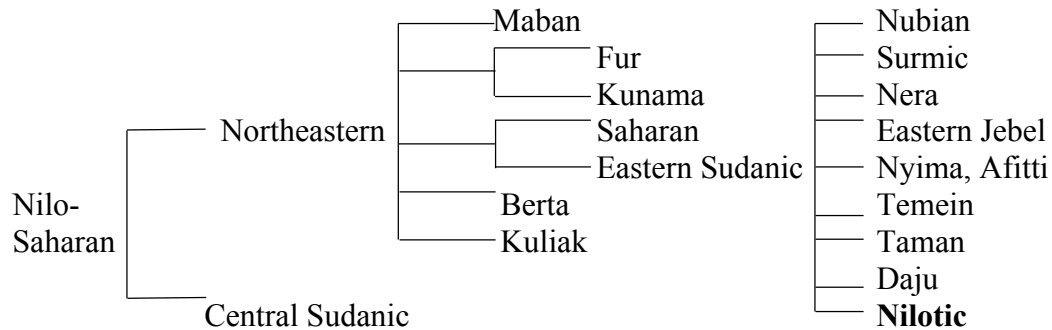 Maban
Nubian
Fur
Surmic
Kunama
Nera
Northeastern
Saharan
Eastern Jebel
Eastern Sudanic
Nyima, Afitti
Nilo-
Saharan
Berta
Temein
Kuliak
Taman
Daju
Central Sudanic
Nilotic